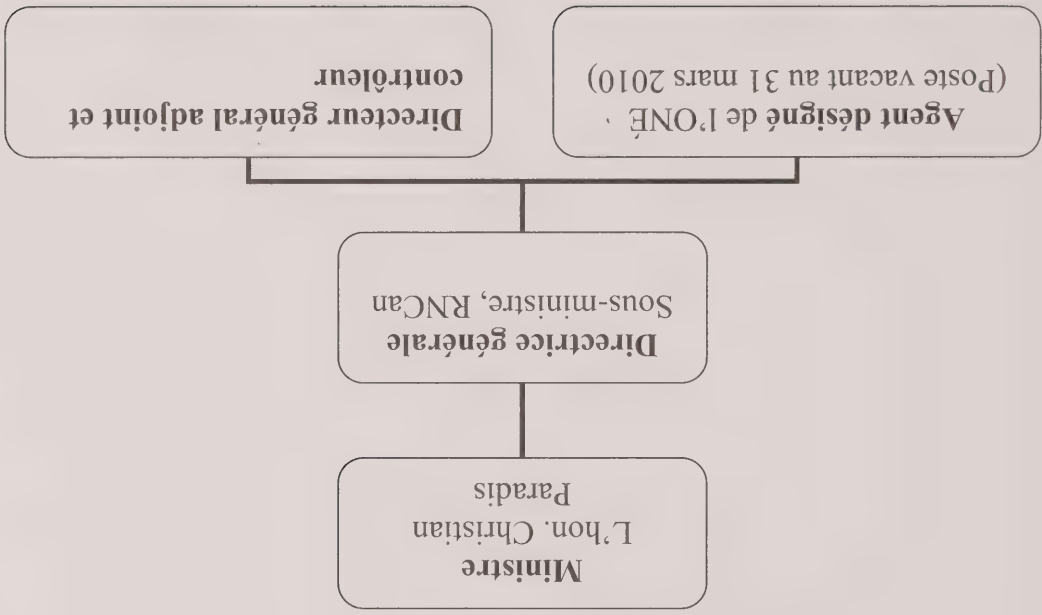 Ministre
L'hon. Christian
Paradis
Directrice générale
Sous-ministre, RNCan
Agent désigné de l'ONÉ
(Poste vacant au 31 mars 2010)
Directeur général adjoint et
contrôleur